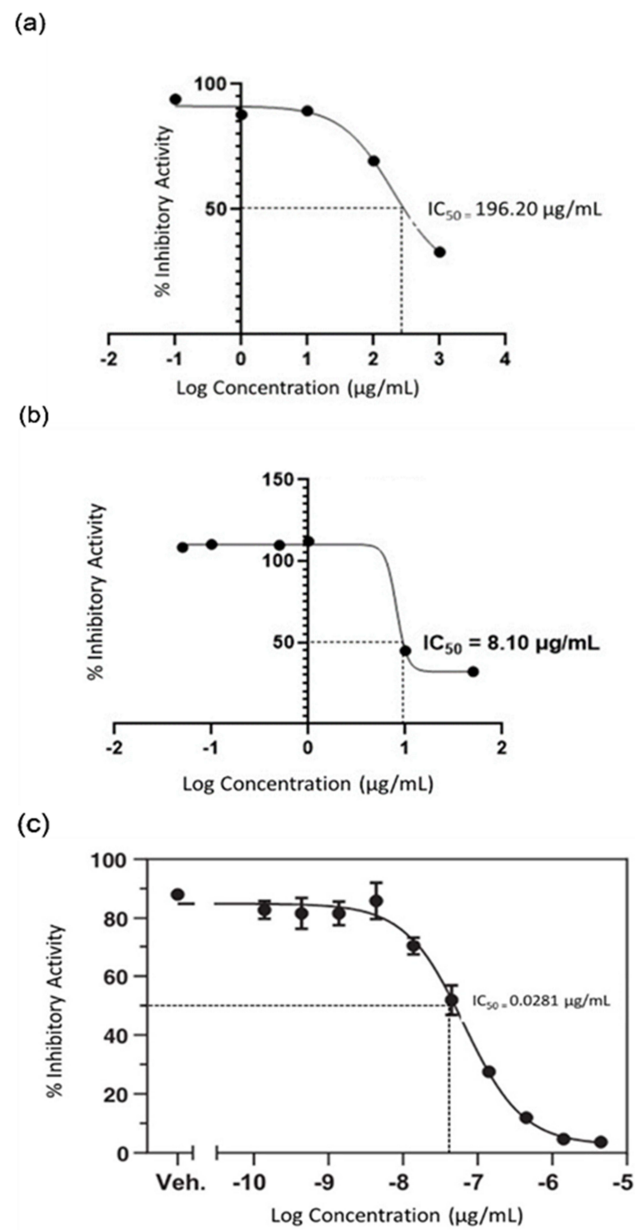 (a)
100
50
% Inhibitory Activity
IC50 = 196.20 µg/mL
-2 -1 0 1 2 3 4
Log Concentration (µg/mL)
(b)
150
100
50
% Inhibitory Activity
IC50 = 8.10 µg/mL
-2 -1 0 1 2
Log Concentration (µg/mL)
(c)
100
80
60
40
20
0
% Inhibitory Activity
IC50 = 0.0281 µg/mL
Veh. -10 -9 -8 -7 -6 -5
Log Concentration (µg/mL)